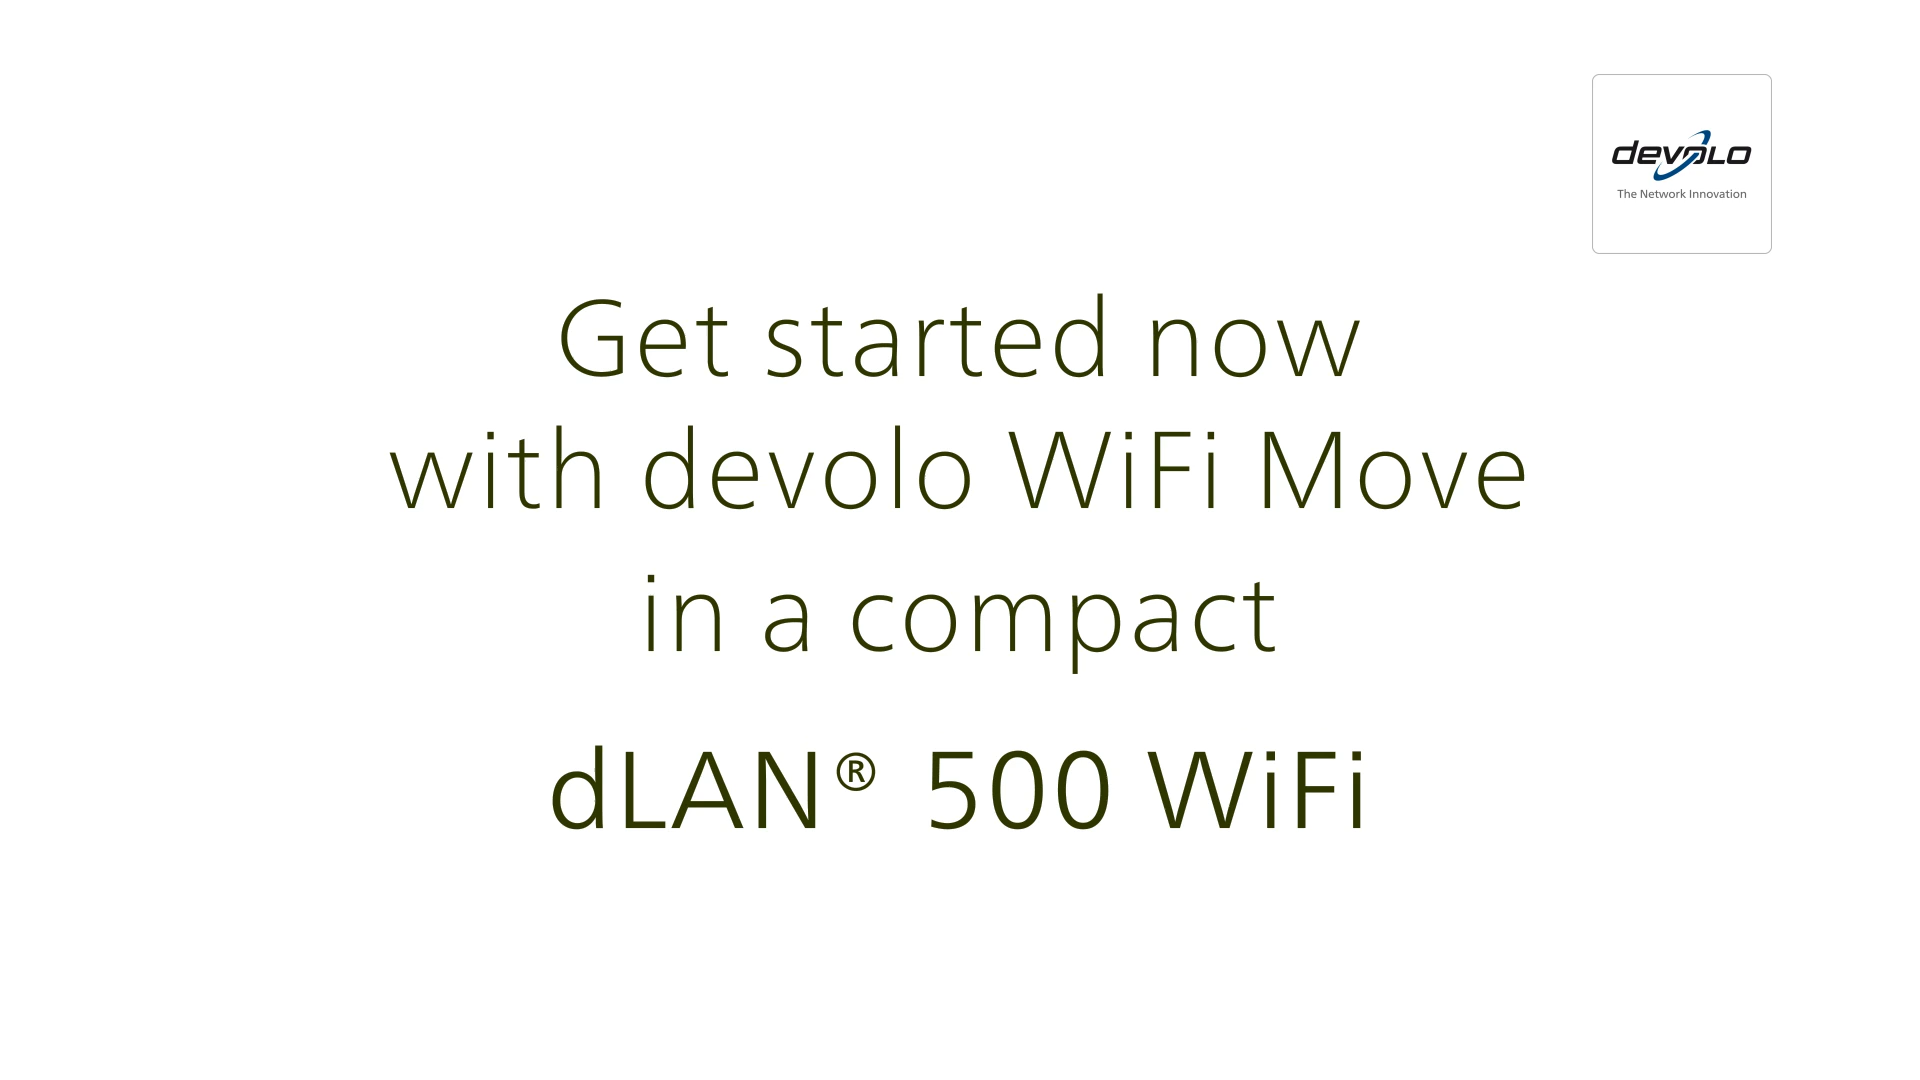 devolo
The Network Innovation
Get started now
with devolo WiFi Move
in a compact
dLAN® 500 WiFi